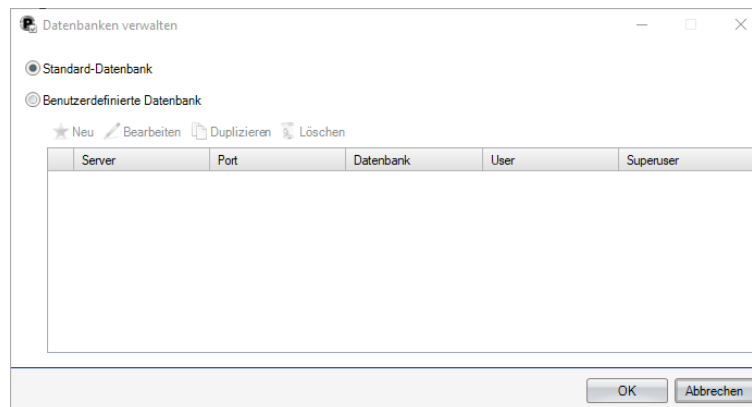 Datenbanken verwalten
Standard-Datenbank
Benutzerdefinierte Datenbank
Neu Bearbeiten Duplizieren Löschen
Server Port Datenbank User Superuser
OK Abbrechen